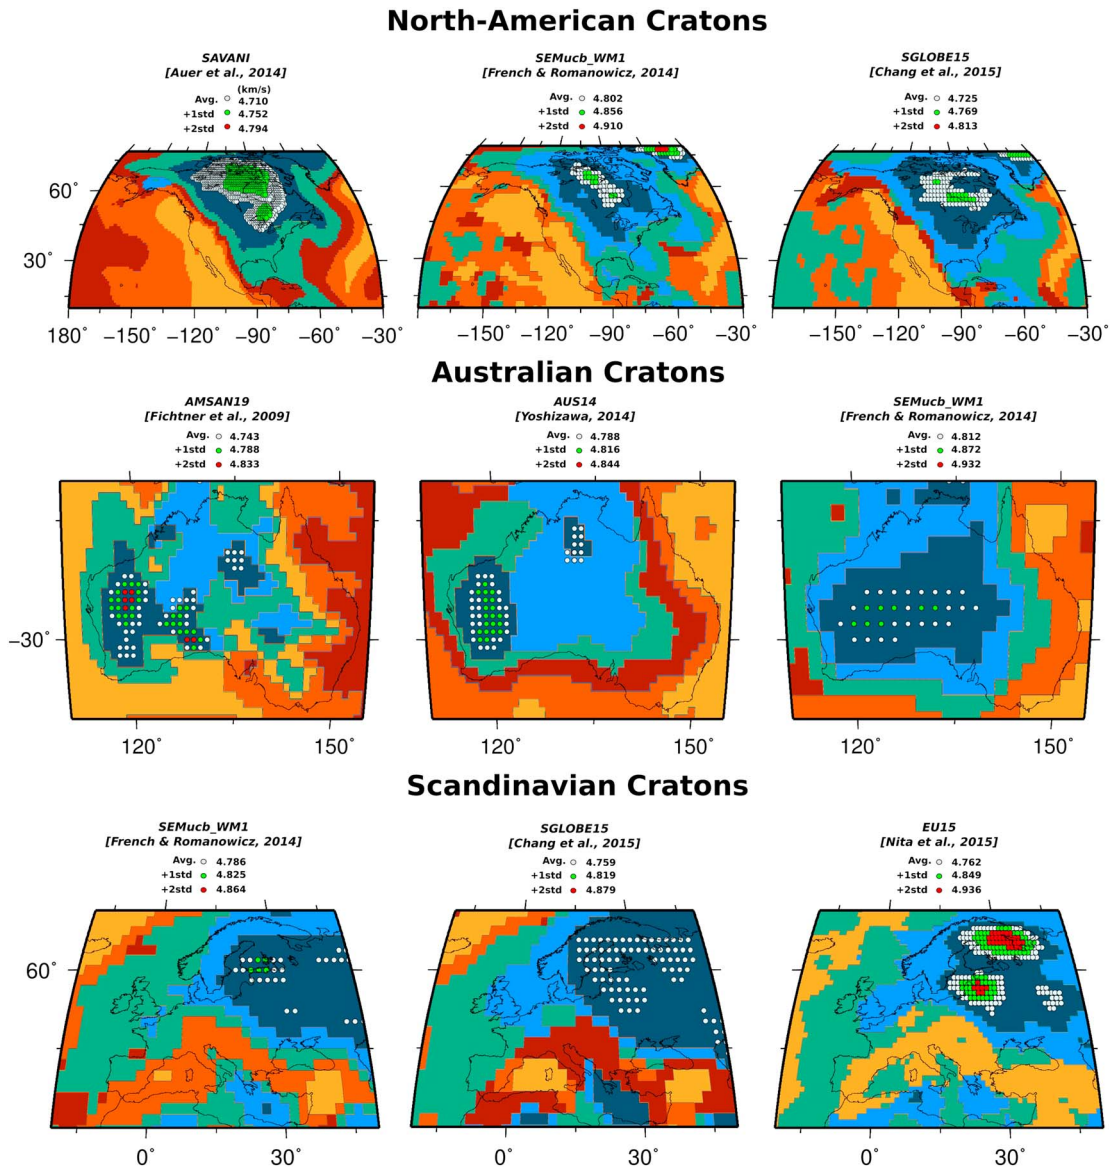 North-American Cratons
SAVANI
[Auer et al., 2014]
(km/s)
Avg. 4.710
+1std 4.752
+2std 4.794
SEMucb_WM1
[French & Romanowicz, 2014]
Avg. 4.802
+1std 4.856
+2std 4.910
SGLOBE15
[Chang et al., 2015]
Avg. 4.725
+1std 4.769
+2std 4.813
60°
30°
180 −150° −120° −90° −60° −30°
−150° −120° −90° −60° −30°
−150° −120° −90° −60° −30°
Australian Cratons
AMSAN19
[Fichtner et al., 2009]
Avg. 4.743
+1std 4.788
+2std 4.833
AUS14
[Yoshizawa, 2014]
Avg. 4.788
+1std 4.816
+2std 4.844
SEMucb_WM1
[French & Romanowicz, 2014]
Avg. 4.812
+1std 4.872
+2std 4.932
−30°
120° 150°
120° 150°
120° 150°
Scandinavian Cratons
SEMucb_WM1
[French & Romanowicz, 2014]
Avg. 4.786
+1std 4.825
+2std 4.864
SGLOBE15
[Chang et al., 2015]
Avg. 4.759
+1std 4.819
+2std 4.879
EU15
[Nita et al., 2015]
Avg. 4.762
+1std 4.849
+2std 4.936
60°
0° 30°
0° 30°
0° 30°